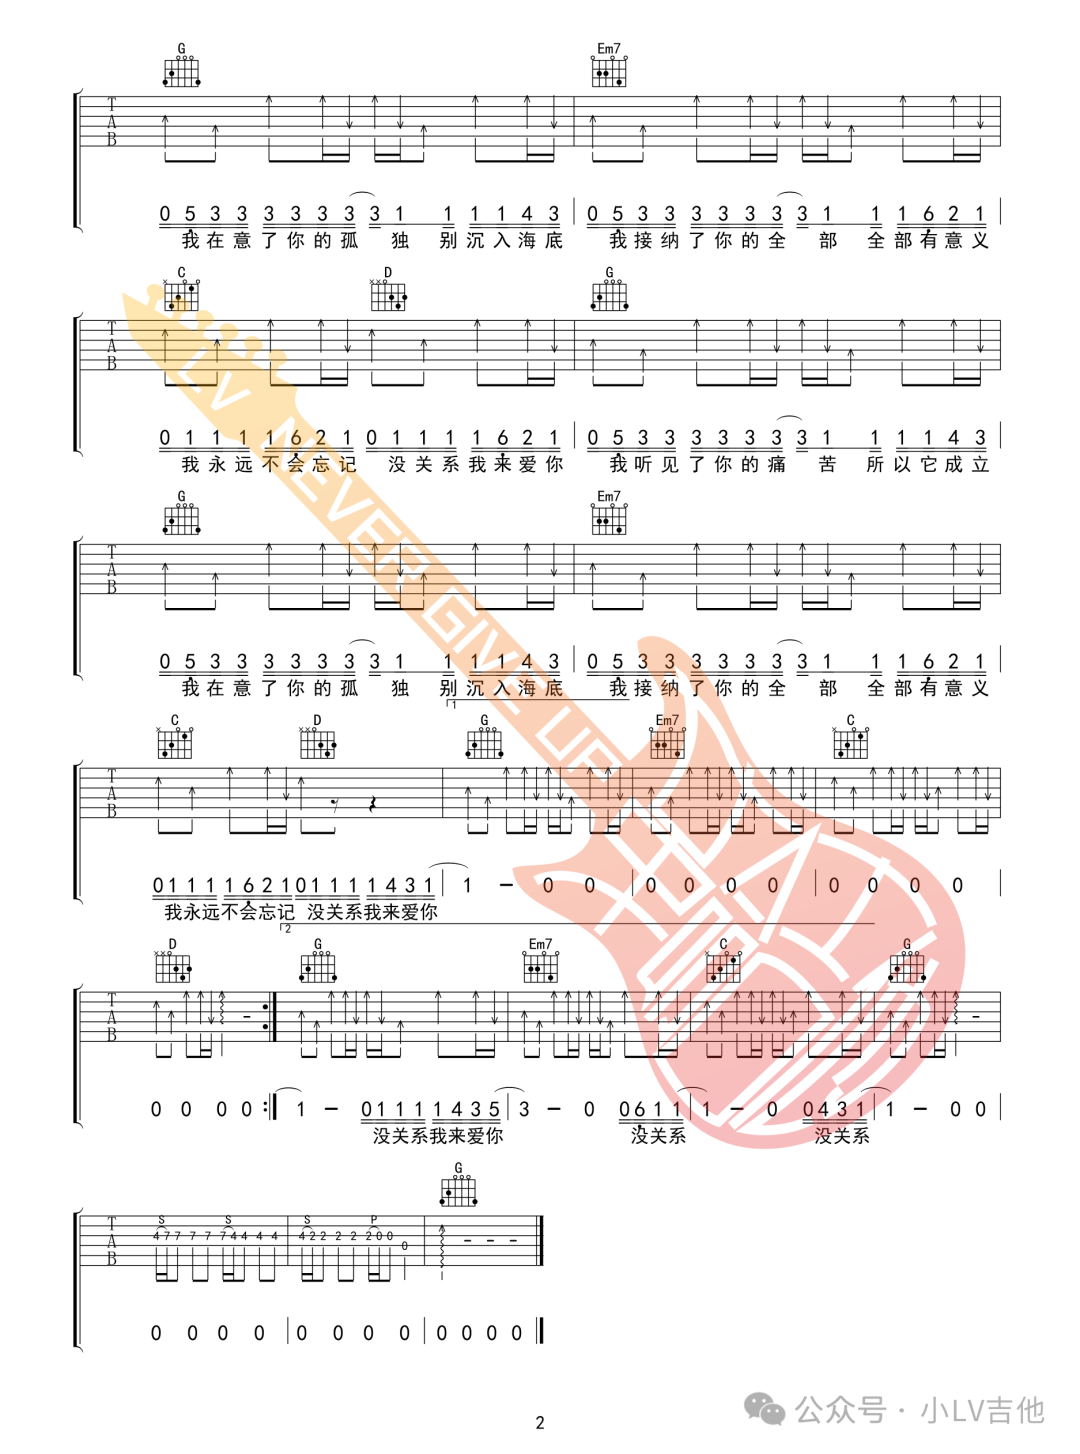 G Em7
T A B
0 5 3 3 3 3 3 3 3 1 1 1 1 4 3 0 5 3 3 3 3 3 3 3 1 1 1 6 2 1
我在意了你的孤 独 别沉入海底 我接纳了你的全 部 全部有意义
C D G
T A B
0 1 1 1 1 6 2 1 0 1 1 1 1 6 2 1 0 5 3 3 3 3 3 3 3 1 1 1 1 4 3
我永远不会忘记 没关系我来爱你 我听见了你的痛 苦 所以它成立
G Em7
T A B
0 5 3 3 3 3 3 3 3 1 1 1 1 4 3 0 5 3 3 3 3 3 3 3 1 1 1 6 2 1
我在意了你的孤 独 别沉入海底 我接纳了你的全 部 全部有意义
1
C D G Em7 C
T A B
0 1 1 1 1 6 2 1 0 1 1 1 1 4 3 1 1 – 0 0 0 0 0 0 0 0 0 0
我永远不会忘记 没关系我来爱你
2
D G Em7 C G
T A B
0 0 0 0 1 – 0 1 1 1 1 4 3 5 3 – 0 0 6 1 1 1 – 0 0 4 3 1 1 – 0 0
没关系我来爱你 没关系 没关系
G
S S S P
T A B
4 7 7 7 7 7 4 4 4 4 4 2 2 2 2 2 0 0 0
0 0 0 0 0 0 0 0 0 0 0 0
LV NEVER GIVE UP
公众号 · 小LV吉他
2